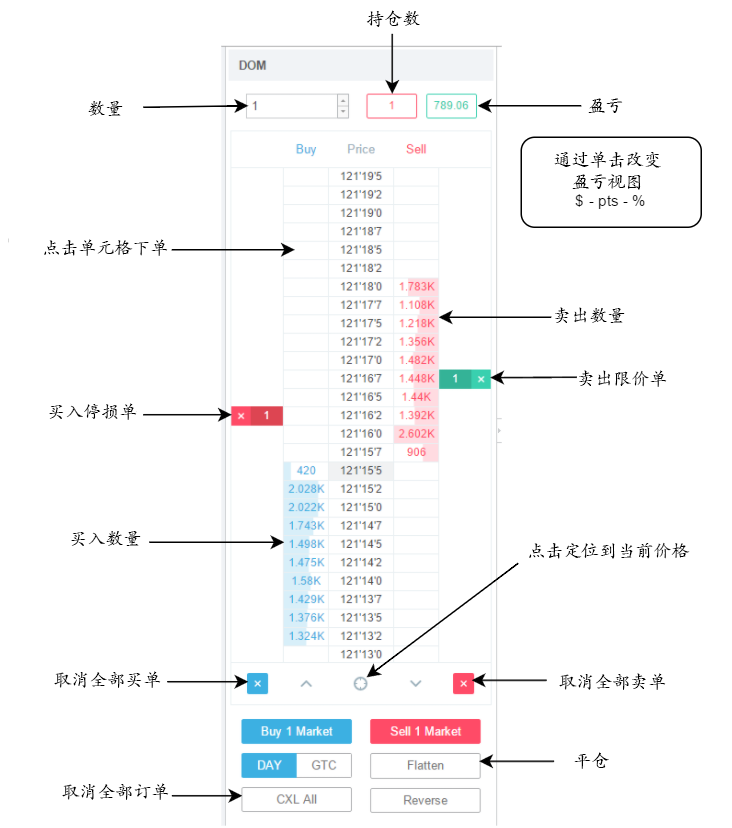 持仓数
DOM
数量
1
1
789.06
盈亏
Buy Price Sell
通过单击改变
盈亏视图
$ - pts - %
121'19'5
121'19'2
121'19'0
121'18'7
点击单元格下单
121'18'5
121'18'2
121'18'0 1.783K
121'17'7 1.108K
121'17'5 1.218K
卖出数量
121'17'2 1.356K
121'17'0 1.482K
121'16'7 1.448K 1 ×
卖出限价单
121'16'5 1.44K
买入停损单
× 1 121'16'2 1.392K
121'16'0 2.602K
121'15'7 906
420 121'15'5
2.028K 121'15'2
2.022K 121'15'0
1.743K 121'14'7
买入数量
1.498K 121'14'5
1.475K 121'14'2
点击定位到当前价格
1.58K 121'14'0
1.429K 121'13'7
1.376K 121'13'5
1.324K 121'13'2
121'13'0
取消全部买单
×
×
取消全部卖单
Buy 1 Market Sell 1 Market
DAY GTC Flatten
平仓
取消全部订单
CXL All Reverse